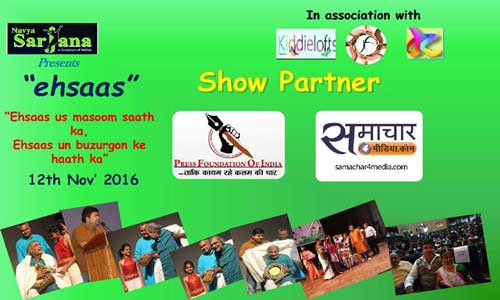 Navya
Sarjana
Presents
“ehsaas”
“Ehsaas us masoom saath
ka,
Ehsaas un buzurgon ke
haath ka”
12th Nov’ 2016
In association with
Kiddielofts
Show Partner
PRESS FOUNDATION OF INDIA
...ताकि कायम रहे कलम की धार
समाचार
4मीडिया.कॉम
samachar4media.com